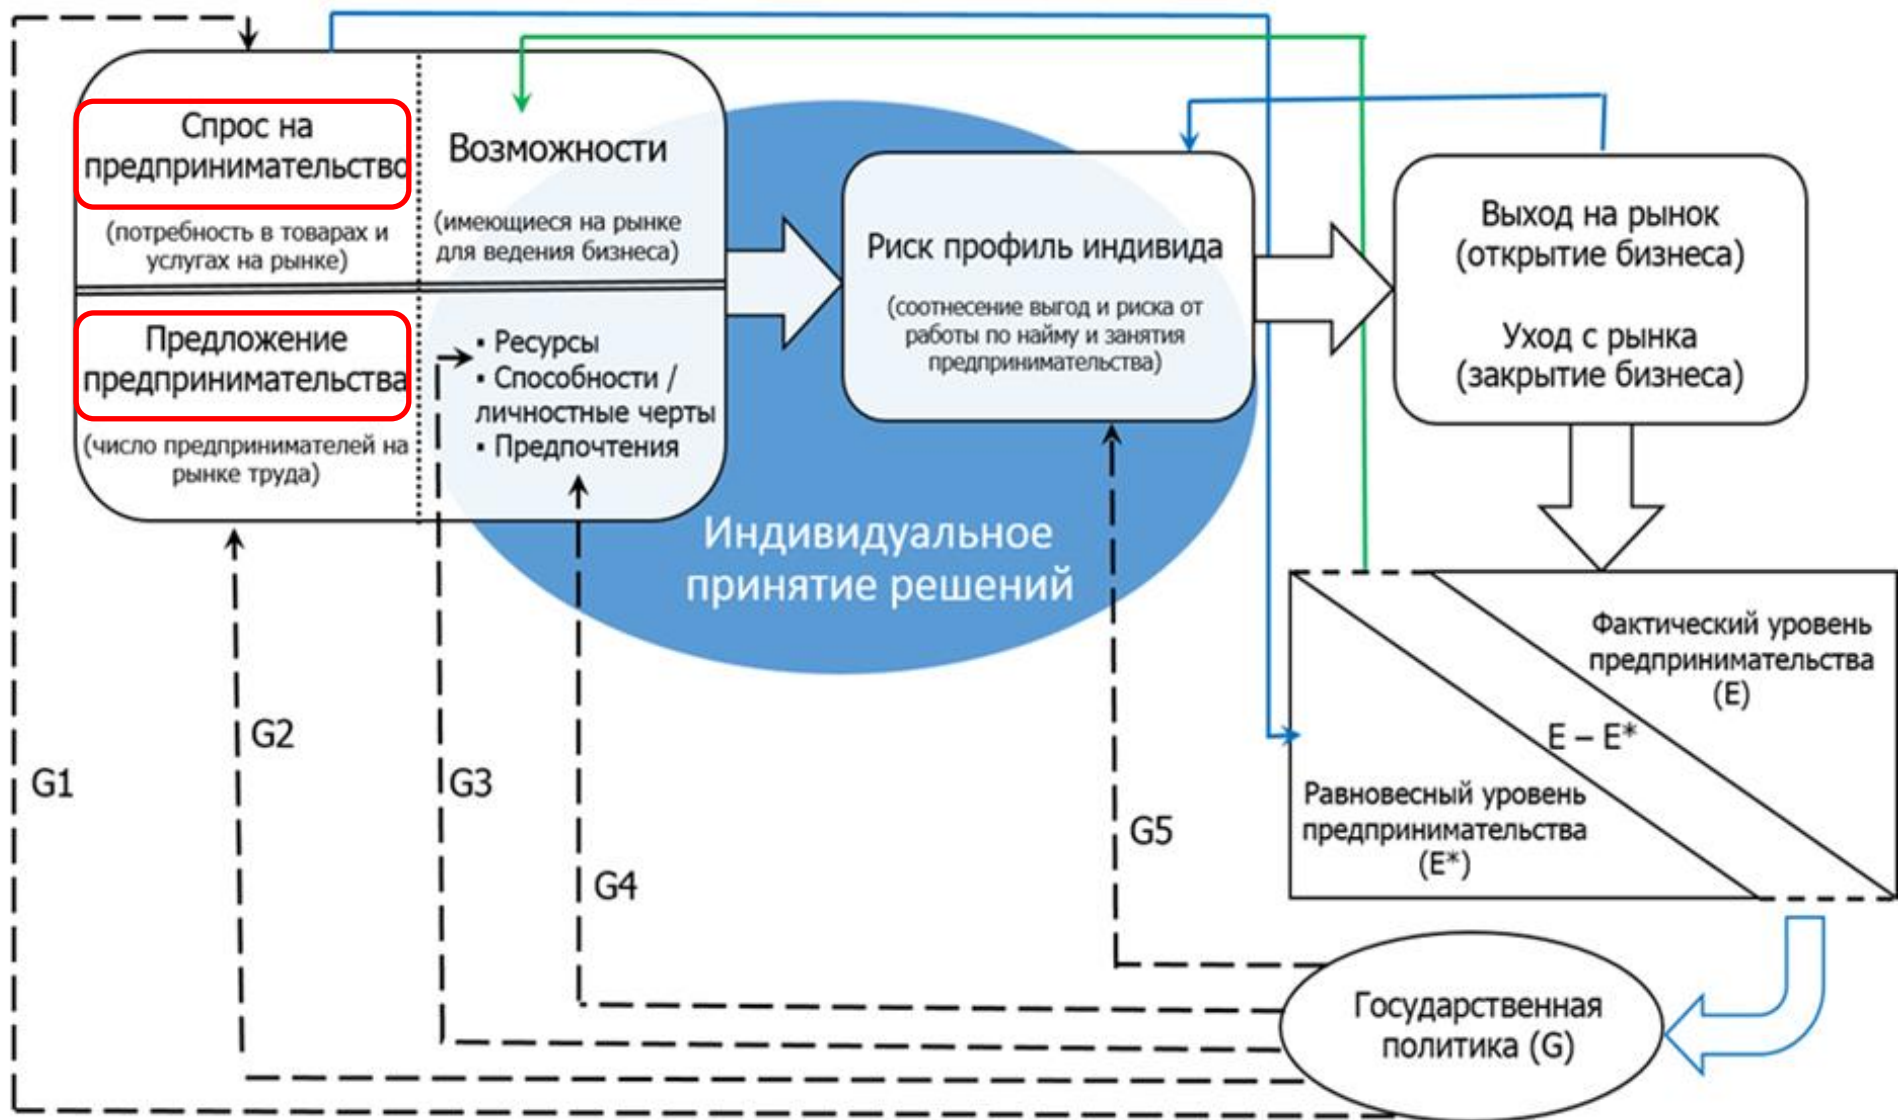 Спрос на
предпринимательство
(потребность в товарах и
услугах на рынке)
Возможности
(имеющиеся на рынке
для ведения бизнеса)
Предложение
предпринимательства
(число предпринимателей на
рынке труда)
▪ Ресурсы
▪ Способности /
личностные черты
▪ Предпочтения
Риск профиль индивида
(соотнесение выгод и риска от
работы по найму и занятия
предпринимательства)
Выход на рынок
(открытие бизнеса)
Уход с рынка
(закрытие бизнеса)
Индивидуальное
принятие решений
Фактический уровень
предпринимательства
(E)
E – E*
Равновесный уровень
предпринимательства
(E*)
G1
G2
G3
G4
G5
Государственная
политика (G)